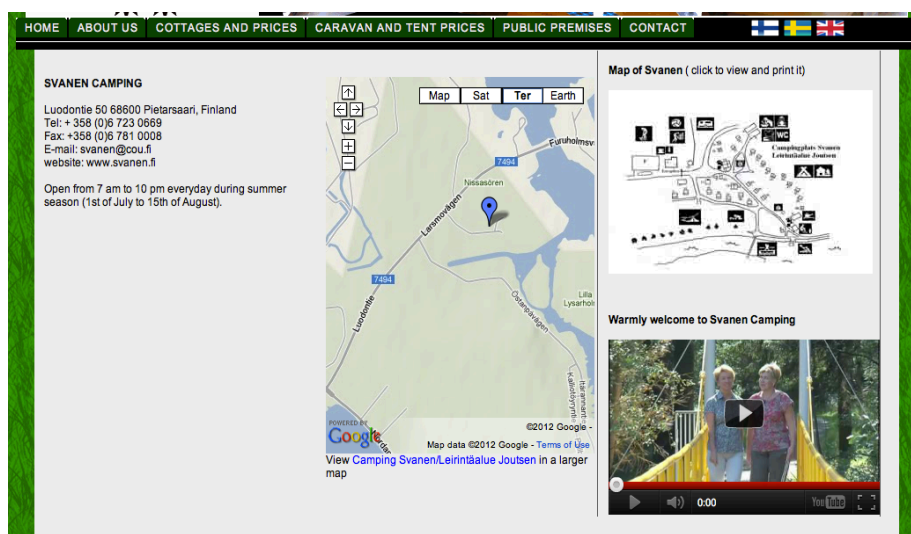 HOME ABOUT US COTTAGES AND PRICES CARAVAN AND TENT PRICES PUBLIC PREMISES CONTACT
SVANEN CAMPING
Luodontie 50 68600 Pietarsaari, Finland
Tel: + 358 (0)6 723 0669
Fax: +358 (0)6 781 0008
E-mail: svanen@cou.fi
website: www.svanen.fi
Open from 7 am to 10 pm everyday during summer
season (1st of July to 15th of August).
Map Sat Ter Earth
Furuholmsv
7494
Nissasören
Larsmovägen
7494
Luodontie
Östanpåvägen
Lilla
Lysarhol
POWERED BY
Google
©2012 Google -
Map data ©2012 Google - Terms of Use
View Camping Svanen/Leirintäalue Joutsen in a larger
map
Map of Svanen ( click to view and print it)
WC
Campingplats Svanen
Leirintäalue Joutsen
Warmly welcome to Svanen Camping
0:00 YouTube